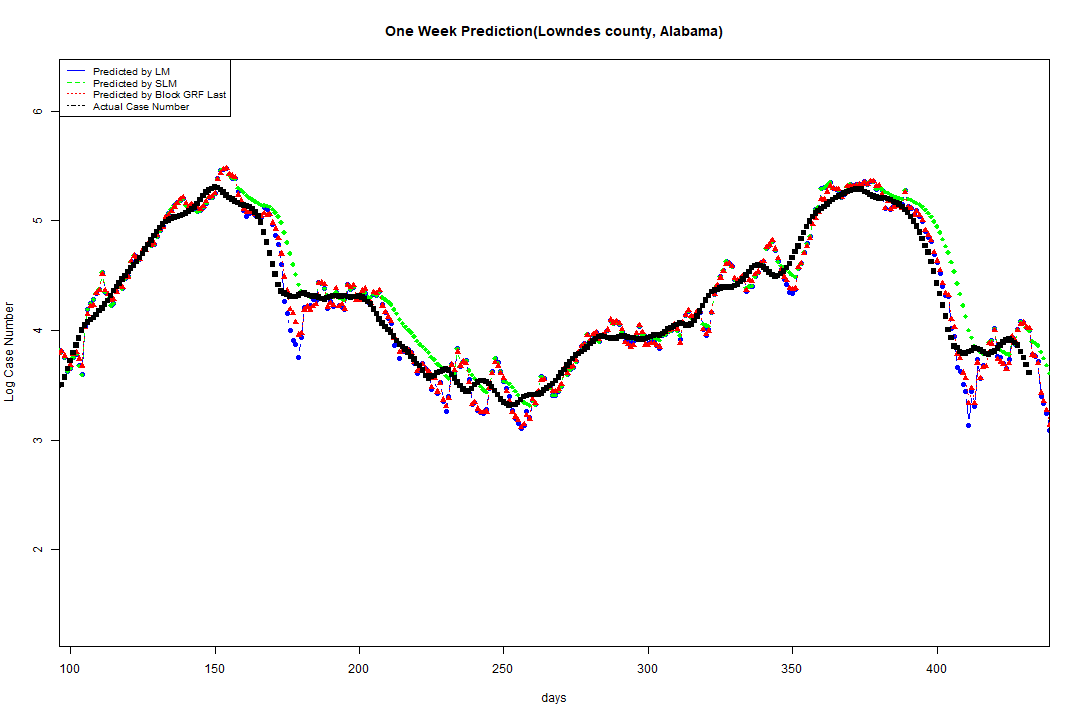 One Week Prediction(Lowndes county, Alabama)
Predicted by LM
Predicted by SLM
Predicted by Block GRF Last
Actual Case Number
6
5
4
3
2
Log Case Number
100 150 200 250 300 350 400
days